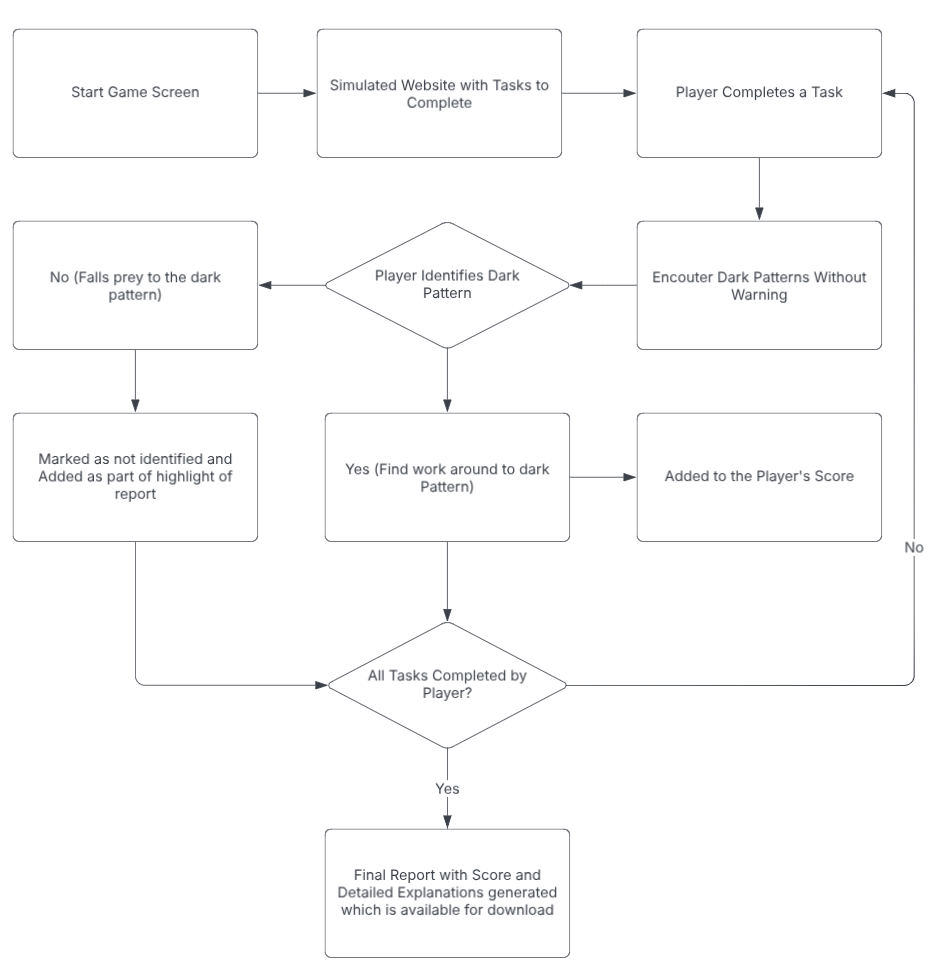 Start Game Screen
Simulated Website with Tasks to
Complete
Player Completes a Task
No (Falls prey to the dark
pattern)
Player Identifies Dark
Pattern
Encouter Dark Patterns Without
Warning
Marked as not identified and
Added as part of highlight of
report
Yes (Find work around to dark
Pattern)
Added to the Player's Score
No
All Tasks Completed by
Player?
Yes
Final Report with Score and
Detailed Explanations generated
which is available for download